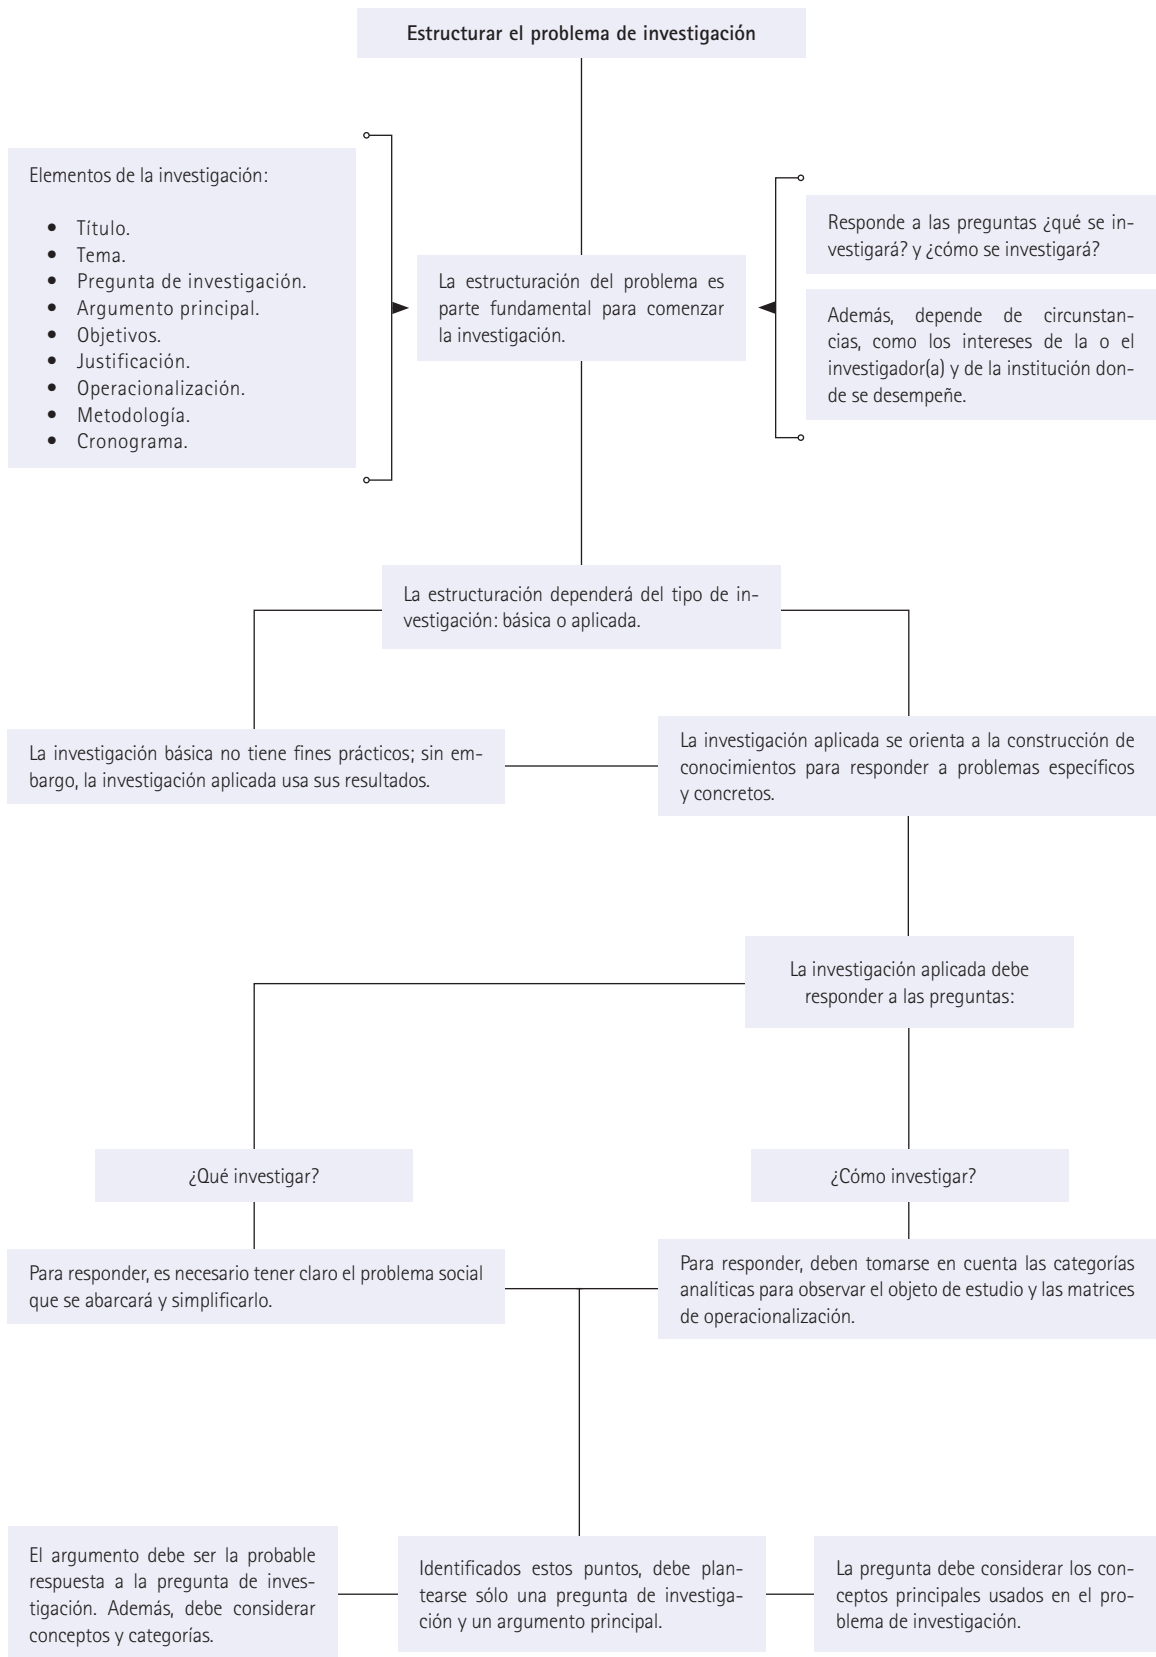 Estructurar el problema de investigación
Elementos de la investigación:
• Título.
• Tema.
• Pregunta de investigación.
• Argumento principal.
• Objetivos.
• Justificación.
• Operacionalización.
• Metodología.
• Cronograma.
La estructuración del problema es
parte fundamental para comenzar
la investigación.
Responde a las preguntas ¿qué se in-
vestigará? y ¿cómo se investigará?
Además, depende de circunstan-
cias, como los intereses de la o el
investigador(a) y de la institución don-
de se desempeñe.
La estructuración dependerá del tipo de in-
vestigación: básica o aplicada.
La investigación básica no tiene fines prácticos; sin em-
bargo, la investigación aplicada usa sus resultados.
La investigación aplicada se orienta a la construcción de
conocimientos para responder a problemas específicos
y concretos.
La investigación aplicada debe
responder a las preguntas:
¿Qué investigar?
¿Cómo investigar?
Para responder, es necesario tener claro el problema social
que se abarcará y simplificarlo.
Para responder, deben tomarse en cuenta las categorías
analíticas para observar el objeto de estudio y las matrices
de operacionalización.
El argumento debe ser la probable
respuesta a la pregunta de inves-
tigación. Además, debe considerar
conceptos y categorías.
Identificados estos puntos, debe plan-
tearse sólo una pregunta de investiga-
ción y un argumento principal.
La pregunta debe considerar los con-
ceptos principales usados en el pro-
blema de investigación.